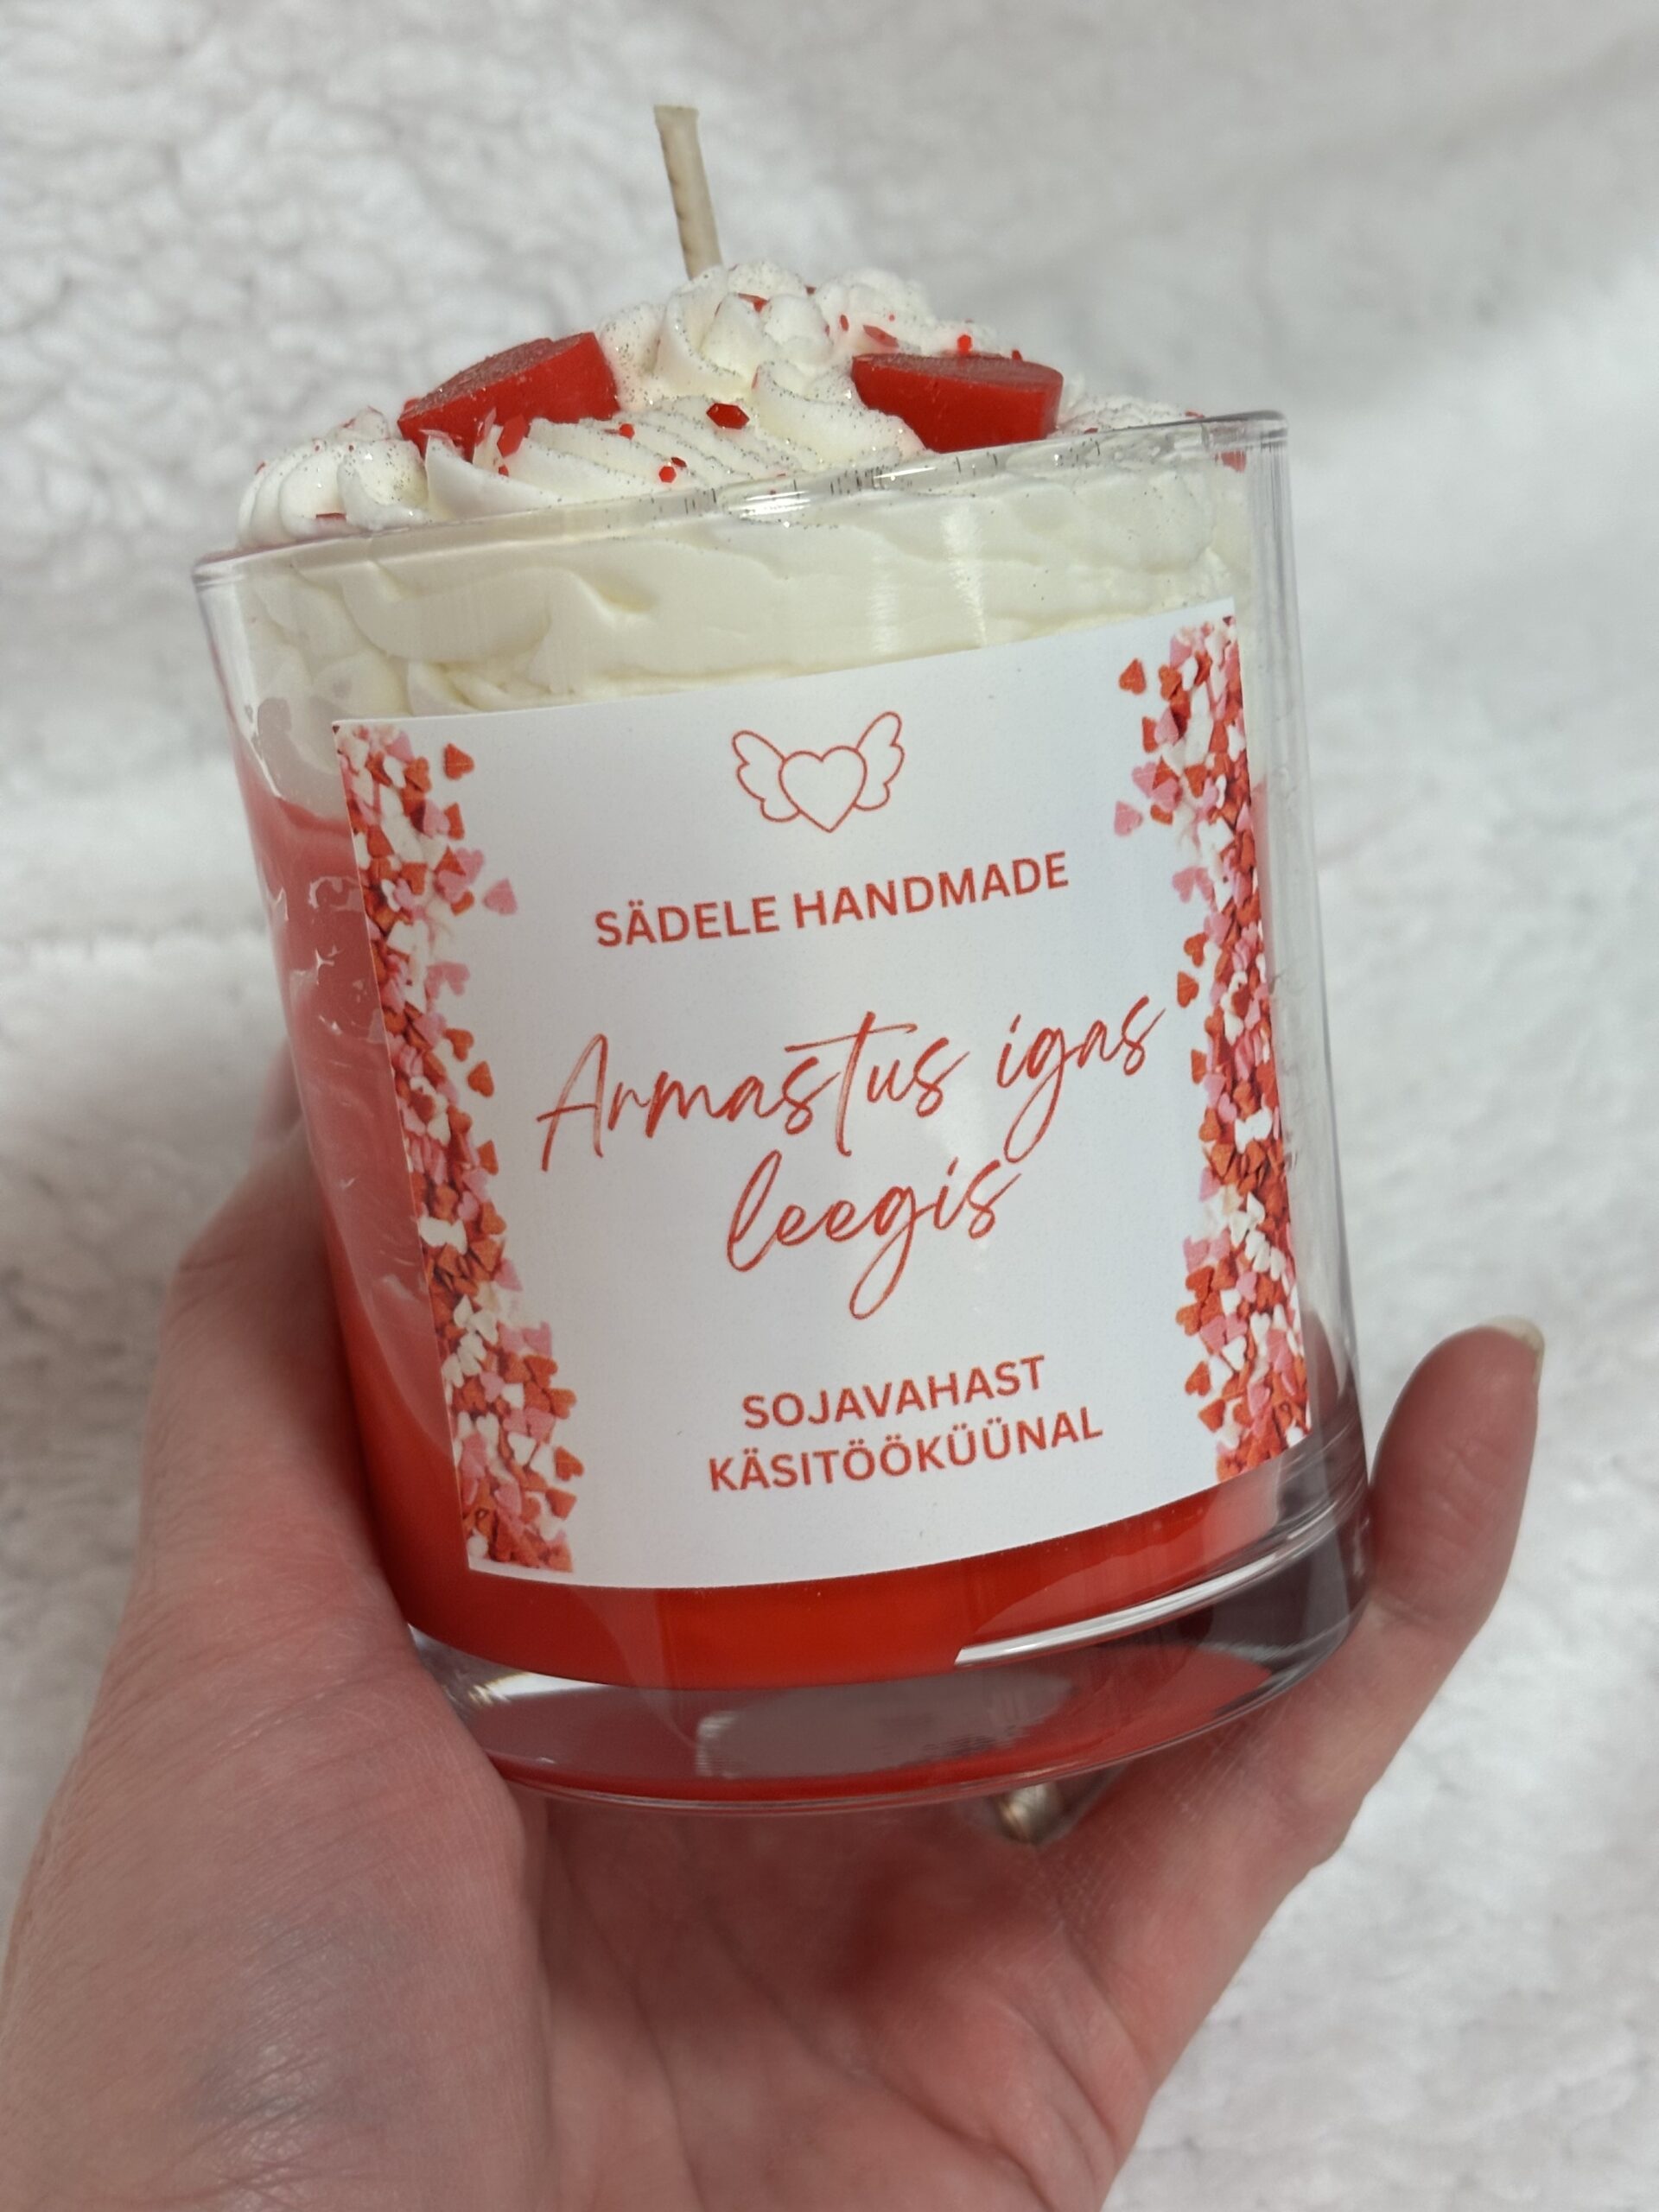 SÄDELE HANDMADE
Armastus igas
leegis
SOJAVAHAST
KÄSITÖÖKÜÜNAL